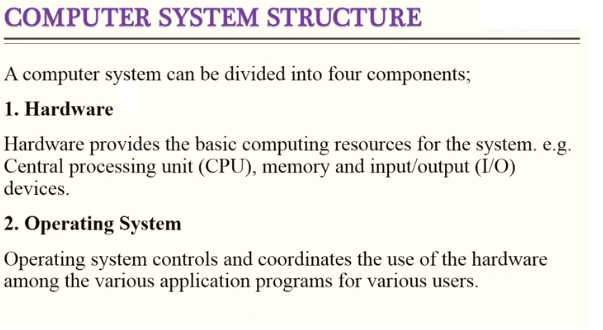 COMPUTER SYSTEM STRUCTURE
A computer system can be divided into four components;
1. Hardware
Hardware provides the basic computing resources for the system. e.g.
Central processing unit (CPU), memory and input/output (I/O)
devices.
2. Operating System
Operating system controls and coordinates the use of the hardware
among the various application programs for various users.